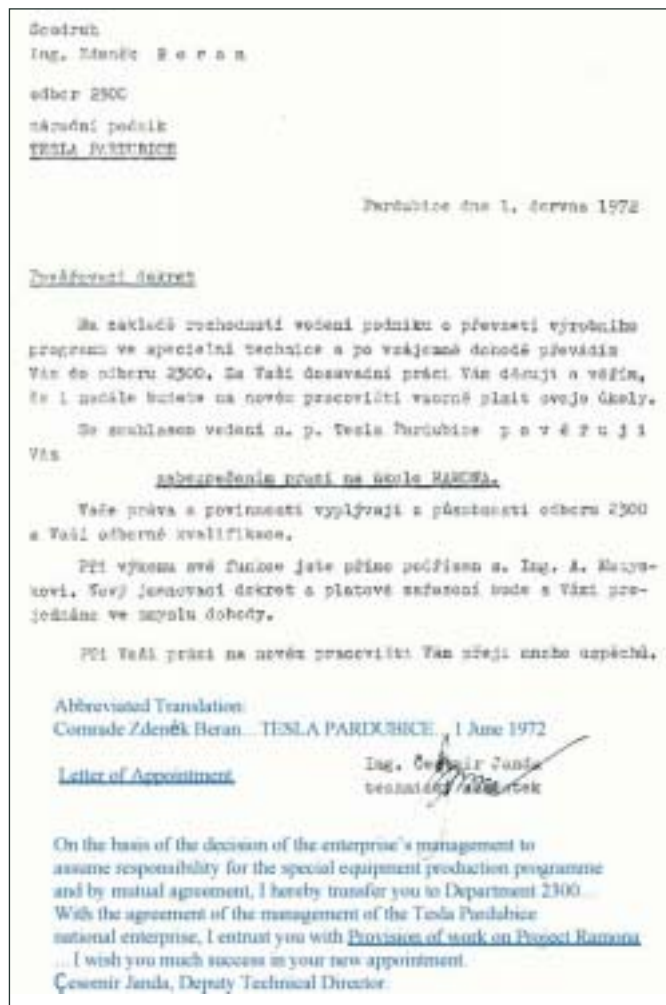 Soudruh
Ing. Zdeněk B e r a n
odbor 2300
národní podnik
TESLA PARDUBICE
Pardubice dne 1. června 1972
Pověřovací dekret
Na základě rozhodnutí vedení podniku o převzetí výrobního
programu ve speciální technice a po vzájemné dohodě převádím
Vás do odboru 2300. Za Vaši dosavadní práci Vám děkuji a věřím,
že i nadále budete na novém pracovišti vzorně plnit svoje úkoly.
Se souhlasem vedení n. p. Tesla Pardubice p o v ě ř u j i
Vás
zabezpečením prací na úkole RAMONA.
Vaše práva a povinnosti vyplývají z působnosti odboru 2300
a Vaší odborné kvalifikace.
Při výkonu své funkce jste přímo podřízen s. Ing. A.
kovi. Nový jmenovací dekret a platové zařazení bude s Vámi pro-
jednáno ve smyslu dohody.
Při Vaší práci na novém pracovišti Vám přeji mnoho úspěchů.
Abbreviated Translation:
Comrade Zdeněk Beran... TESLA PARDUBICE... 1 June 1972
Ing. Čestmír Janda
Letter of Appointment
technický náměstek
On the basis of the decision of the enterprise's management to
assume responsibility for the special equipment production programme
and by mutual agreement, I hereby transfer you to Department 2300...
With the agreement of the management of the Tesla Pardubice
national enterprise, I entrust you with Provision of work on Project Ramona
... I wish you much success in your new appointment.
Çesomir Janda, Deputy Technical Director